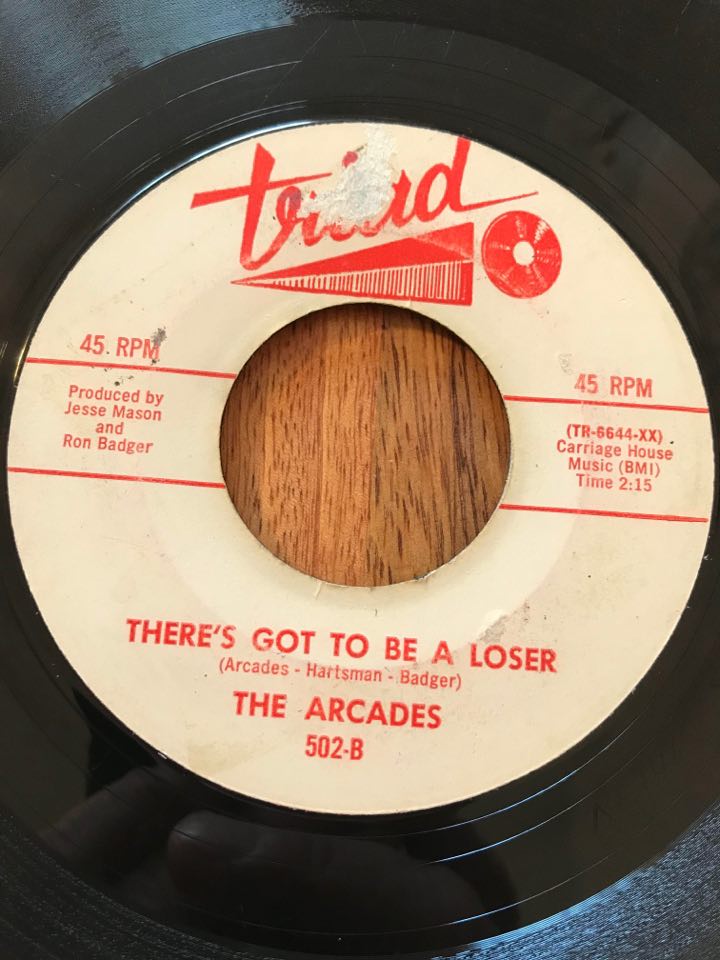 triad
45. RPM
Produced by
Jesse Mason
and
Ron Badger
45 RPM
(TR-6644-XX)
Carriage House
Music (BMI)
Time 2:15
THERE'S GOT TO BE A LOSER
(Arcades - Hartsman - Badger)
THE ARCADES
502-B